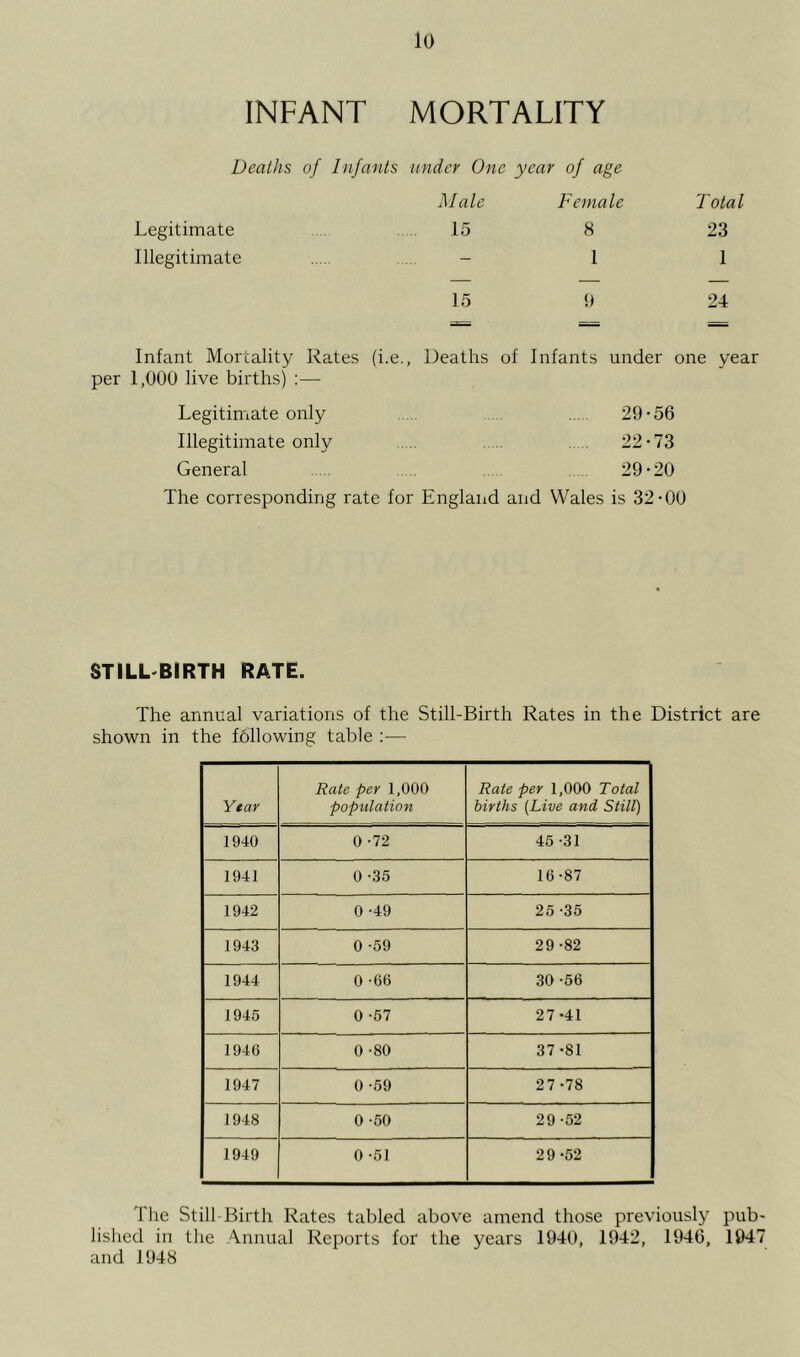 10
INFANT MORTALITY
Deaths of Infants under One year of age
Male Female Total
Legitimate ..... 15 8 23
Illegitimate ..... ..... – 1 1
15 9 24
Infant Mortality Rates (i.e., Deaths of Infants under one year
per 1,000 live births) :—
Legitimate only ..... ..... ..... 29·56
Illegitimate only ..... ..... ..... 22·73
General ..... ..... ..... ..... 29·20
The corresponding rate for England and Wales is 32·00
STILL-BIRTH RATE.
The annual variations of the Still-Birth Rates in the District are
shown in the following table :—
Year Rate per 1,000 population Rate per 1,000 Total births (Live and Still)
1940 0·72 45·31
1941 0·35 16·87
1942 0·49 25·35
1943 0·59 29·82
1944 0·66 30·56
1945 0·57 27·41
1946 0·80 37·81
1947 0·59 27·78
1948 0·50 29·52
1949 0·51 29·52
The Still-Birth Rates tabled above amend those previously pub-
lished in the Annual Reports for the years 1940, 1942, 1946, 1947
and 1948